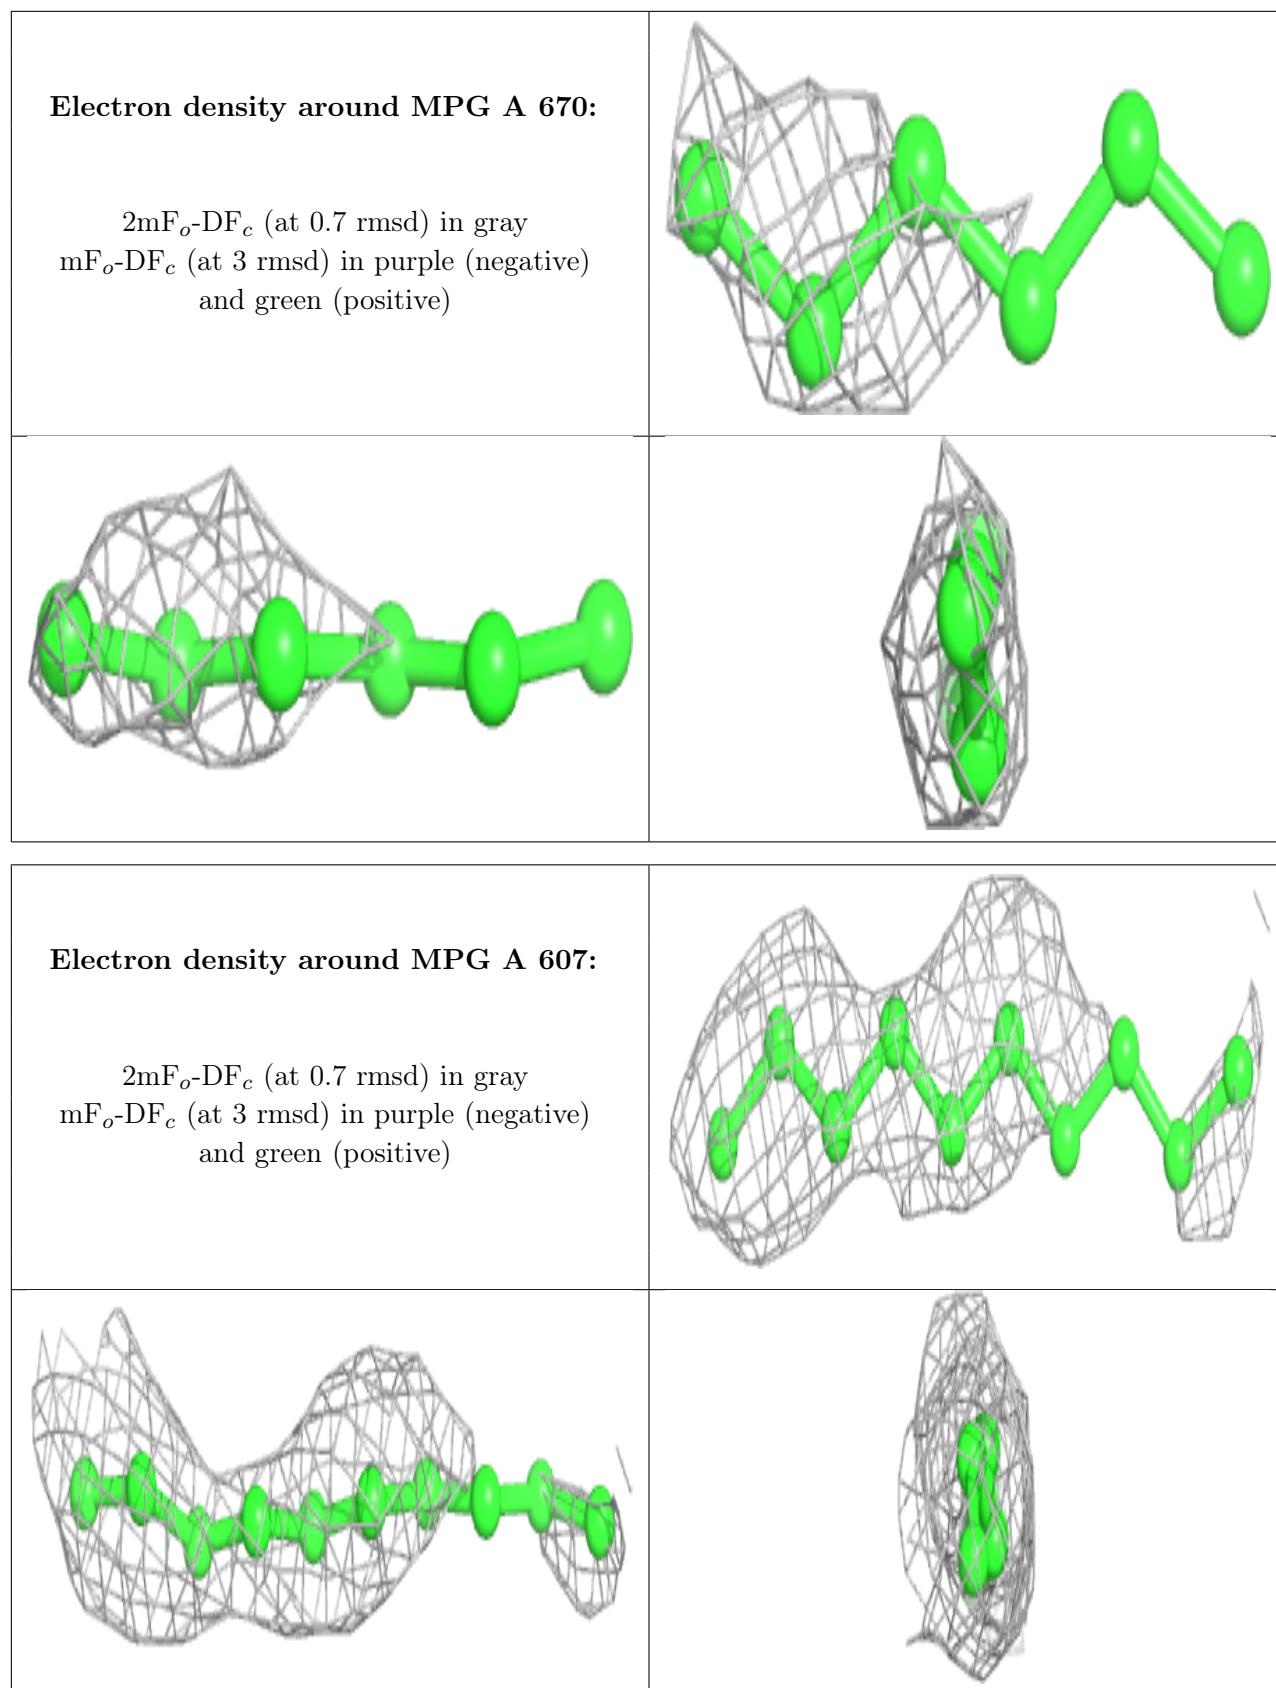 Electron density around MPG A 670:
2mFo-DFc (at 0.7 rmsd) in gray
mFo-DFc (at 3 rmsd) in purple (negative)
and green (positive)
Electron density around MPG A 607:
2mFo-DFc (at 0.7 rmsd) in gray
mFo-DFc (at 3 rmsd) in purple (negative)
and green (positive)